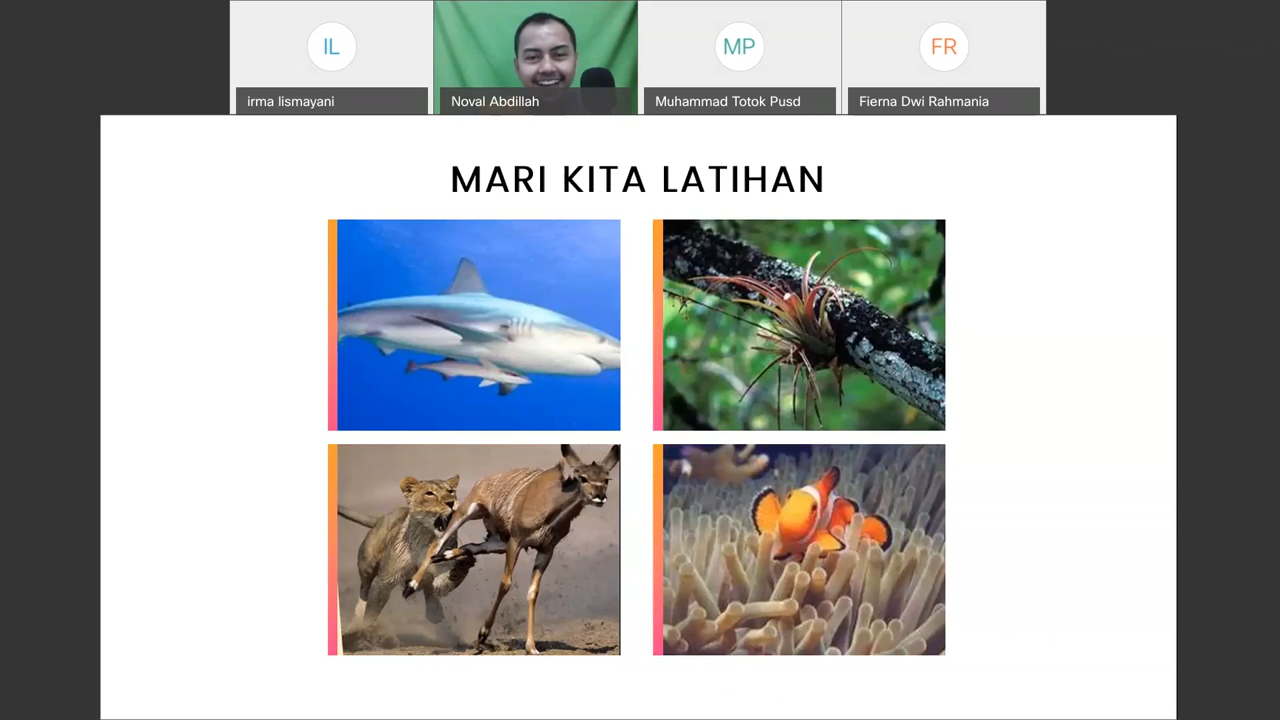 IL
MP
FR
irma lismayani
Noval Abdillah
Muhammad Totok Pusd
Fierna Dwi Rahmania
MARI KITA LATIHAN